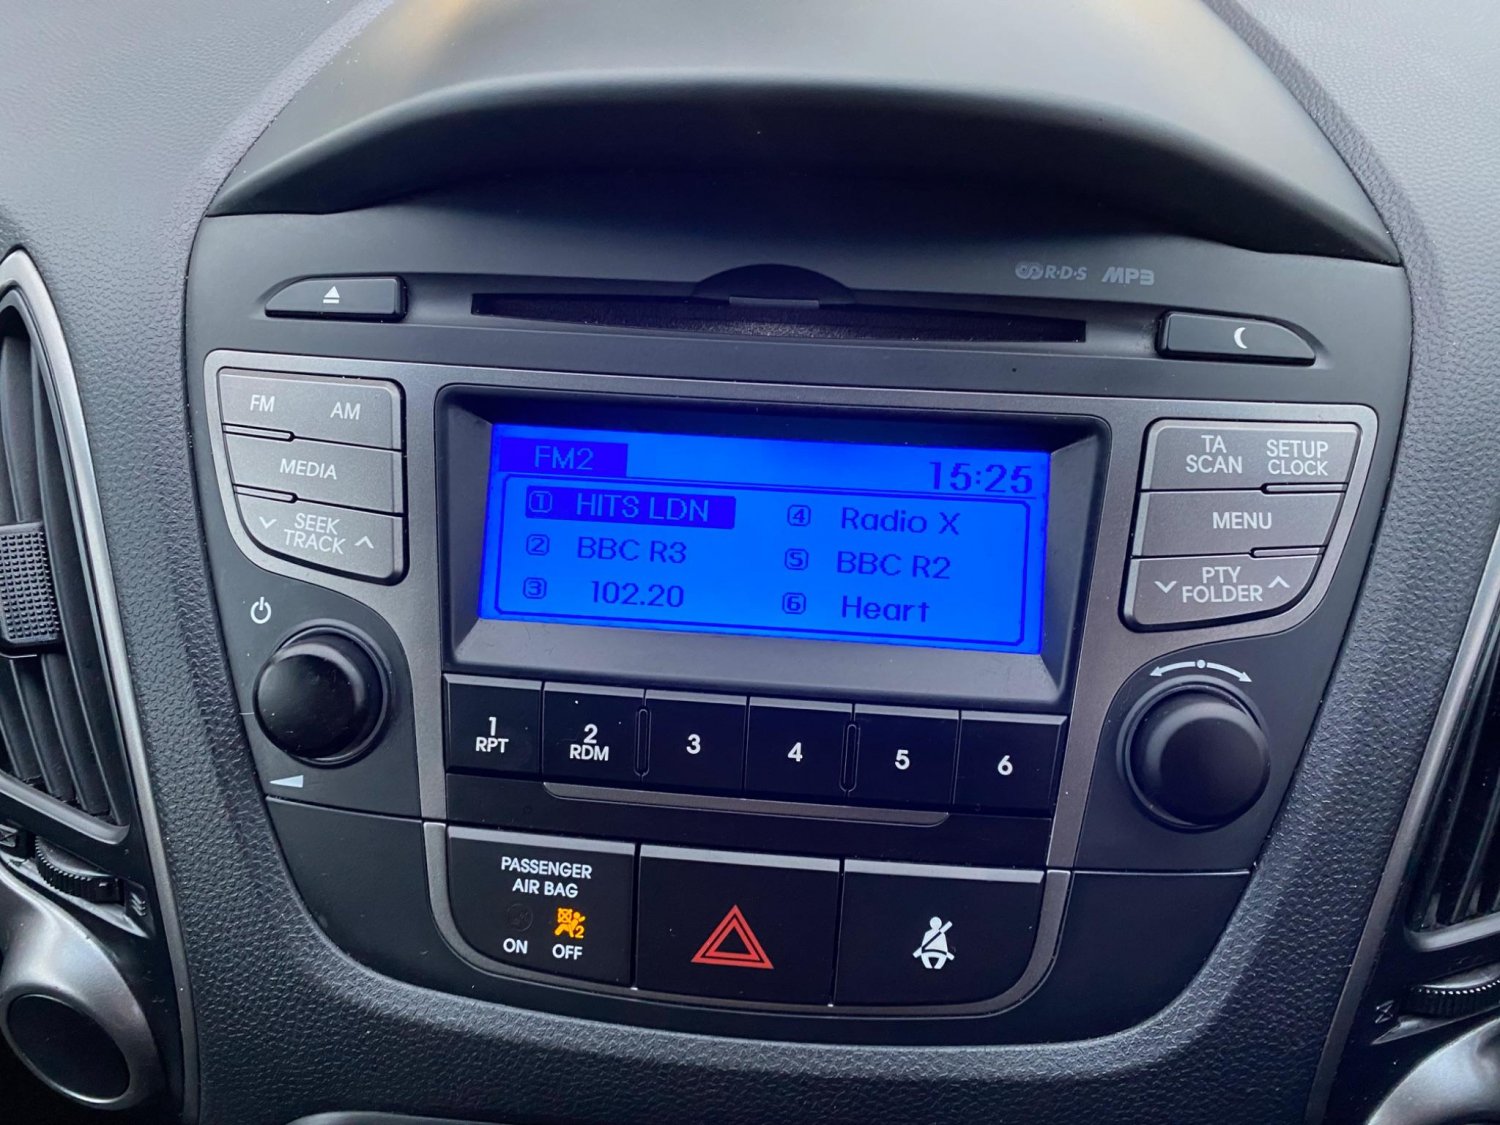 R·D·S MP3
FM AM
MEDIA
SEEK
TRACK
TA
SCAN
SETUP
CLOCK
MENU
PTY
FOLDER
FM2
15:25
1 HITS LDN
2 BBC R3
3 102.20
4 Radio X
5 BBC R2
6 Heart
1
RPT
2
RDM
3
4
5
6
PASSENGER
AIR BAG
2
ON OFF